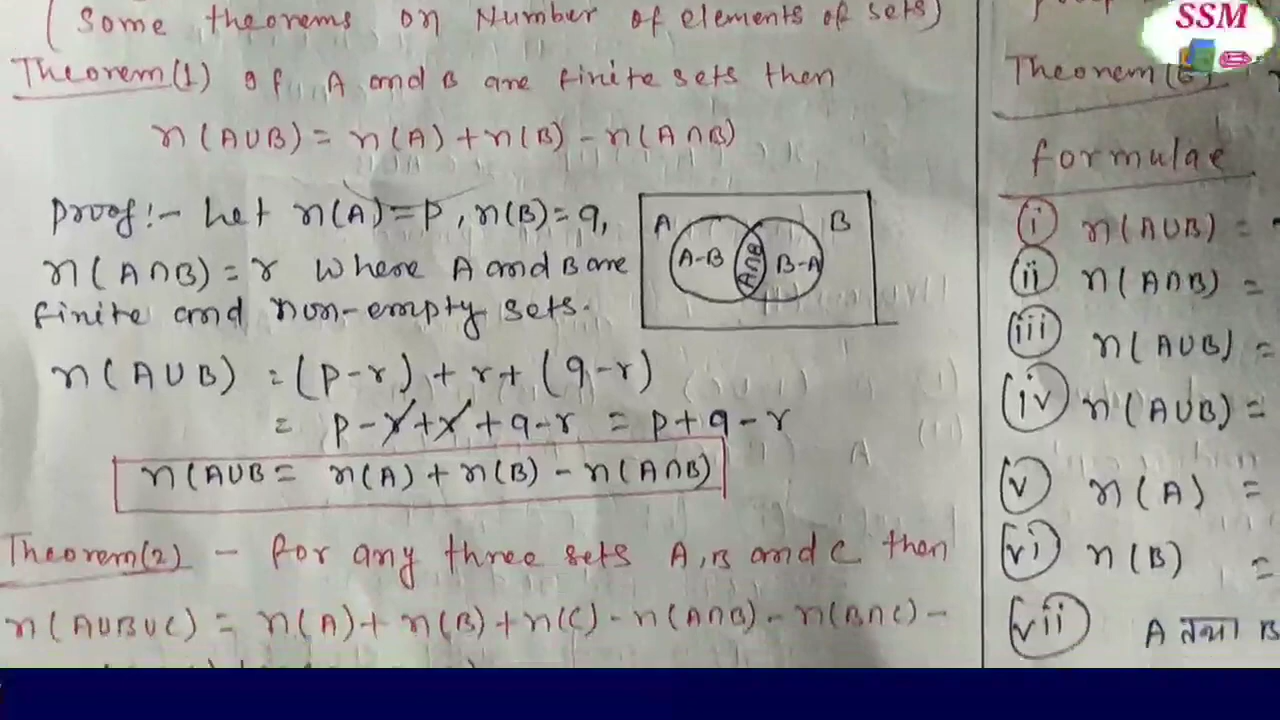 (Some theorems on Number of elements of sets)
Theorem(1) If A and B are finite sets then
n(A∪B) = n(A) + n(B) - n(A∩B)
Proof:- Let n(A)=p, n(B)=q,
n(A∩B)=r where A and B are
finite and non-empty sets.
A B
A-B A∩B B-A
n(A∪B) = (p-r) + r + (q-r)
= p-r+r+q-r = p+q-r
n(A∪B = n(A) + n(B) - n(A∩B)
Theorem(2) - for any three sets A, B and C then
n(A∪B∪C) = n(A) + n(B) + n(C) - n(A∩B) - n(B∩C) -
SSM
Theorem
formulae
(i) n(A∪B) =
(ii) n(A∩B) =
(iii) n(A∪B) =
(iv) n(A∪B) =
(v) n(A) =
(vi) n(B) =
(vii) A तथा B